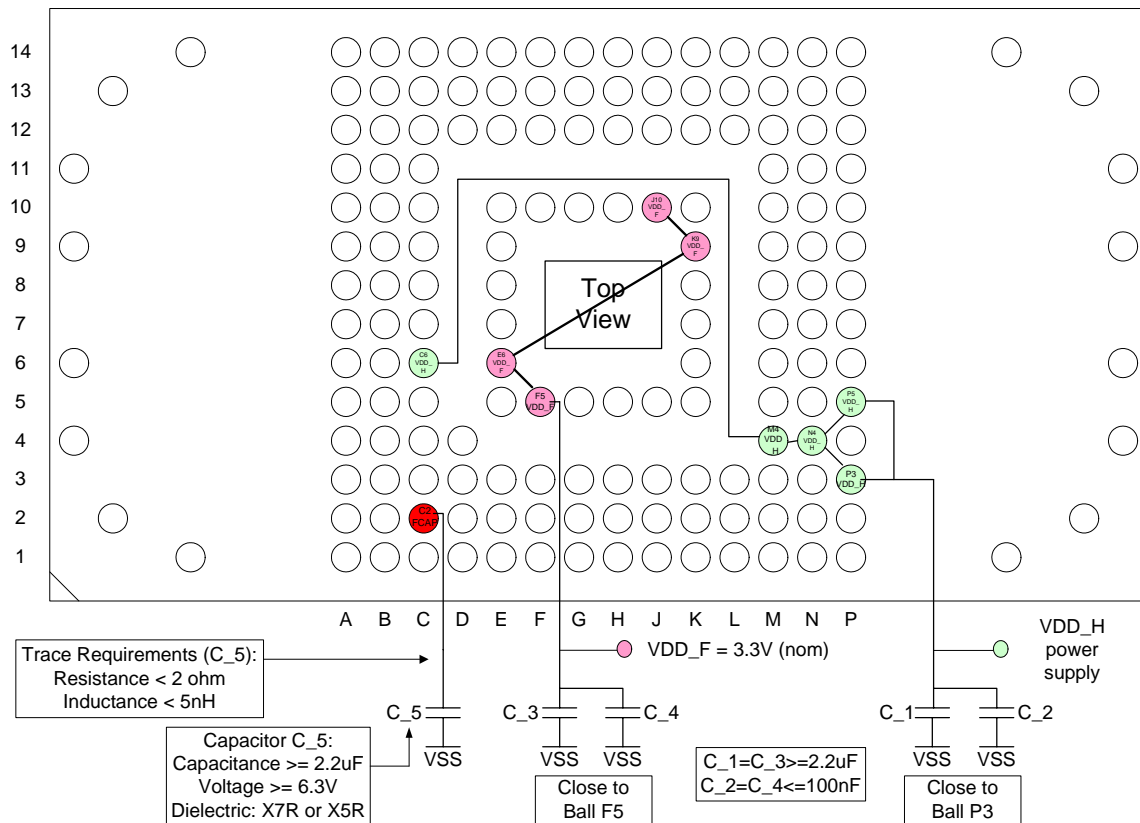 14
13
12
11
10
9
8
7
6
5
4
3
2
1
J10
VDD_
F
K9
VDD_
F
Top
View
C6
VDD_
H
E6
VDD_
F
F5
VDD_F
P5
VDD_
H
M4
VDD_
H
N4
VDD_
H
P3
VDD_H
C2
FCAP
A B C D E F G H J K L M N P
Trace Requirements (C_5):
Resistance < 2 ohm
Inductance < 5nH
VDD_F = 3.3V (nom)
VDD_H
power
supply
C_5
C_3
C_4
C_1
C_2
VSS
VSS
VSS
VSS
VSS
Capacitor C_5:
Capacitance >= 2.2uF
Voltage >= 6.3V
Dielectric: X7R or X5R
Close to
Ball F5
C_1=C_3>=2.2uF
C_2=C_4<=100nF
Close to
Ball P3